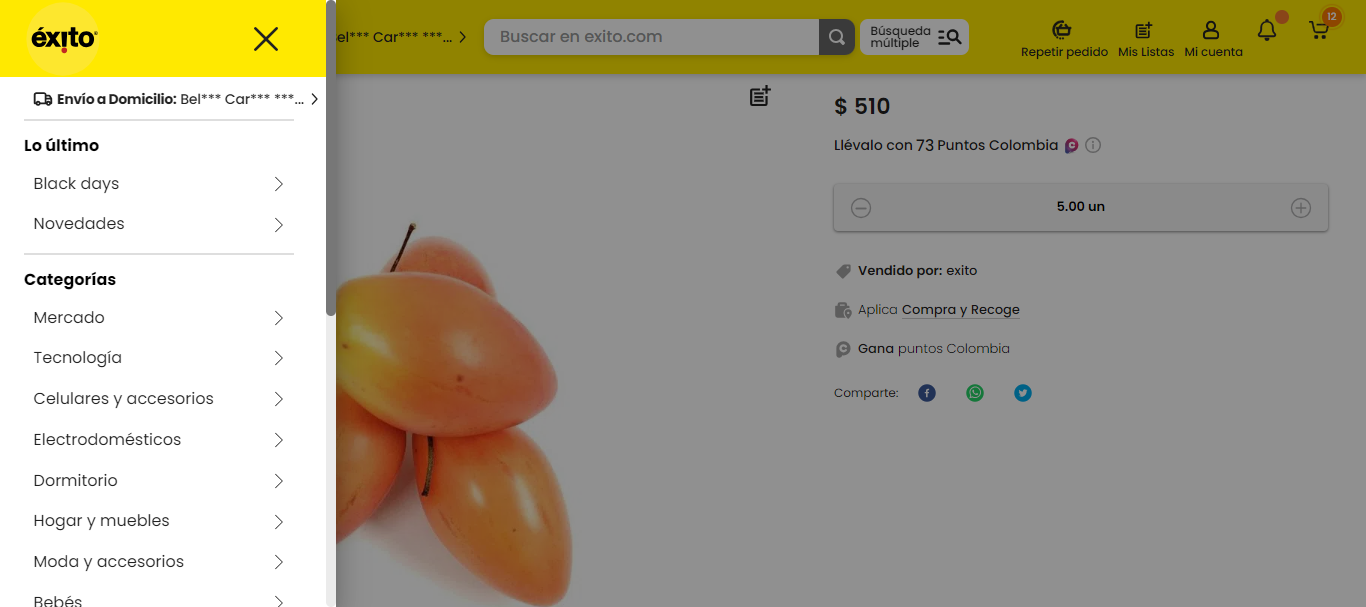 éxito
Envío a Domicilio: Bel*** Car*** ***...
Lo último
Black days
Novedades
Categorías
Mercado
Tecnología
Celulares y accesorios
Electrodomésticos
Dormitorio
Hogar y muebles
Moda y accesorios
Bebés
el*** Car*** ***...
Buscar en exito.com
Búsqueda
múltiple
Repetir pedido
Mis Listas
Mi cuenta
12
$ 510
Llévalo con 73 Puntos Colombia
5.00 un
Vendido por: exito
Aplica Compra y Recoge
Gana puntos Colombia
Comparte: